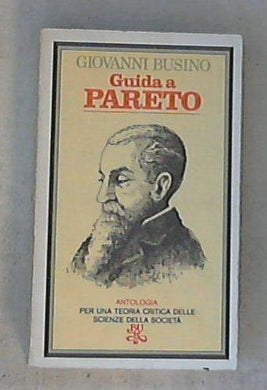 GIOVANNI BUSINO
Guida a
PARETO
ANTOLOGIA
PER UNA TEORIA CRITICA DELLE
SCIENZE DELLA SOCIETÀ
BUR